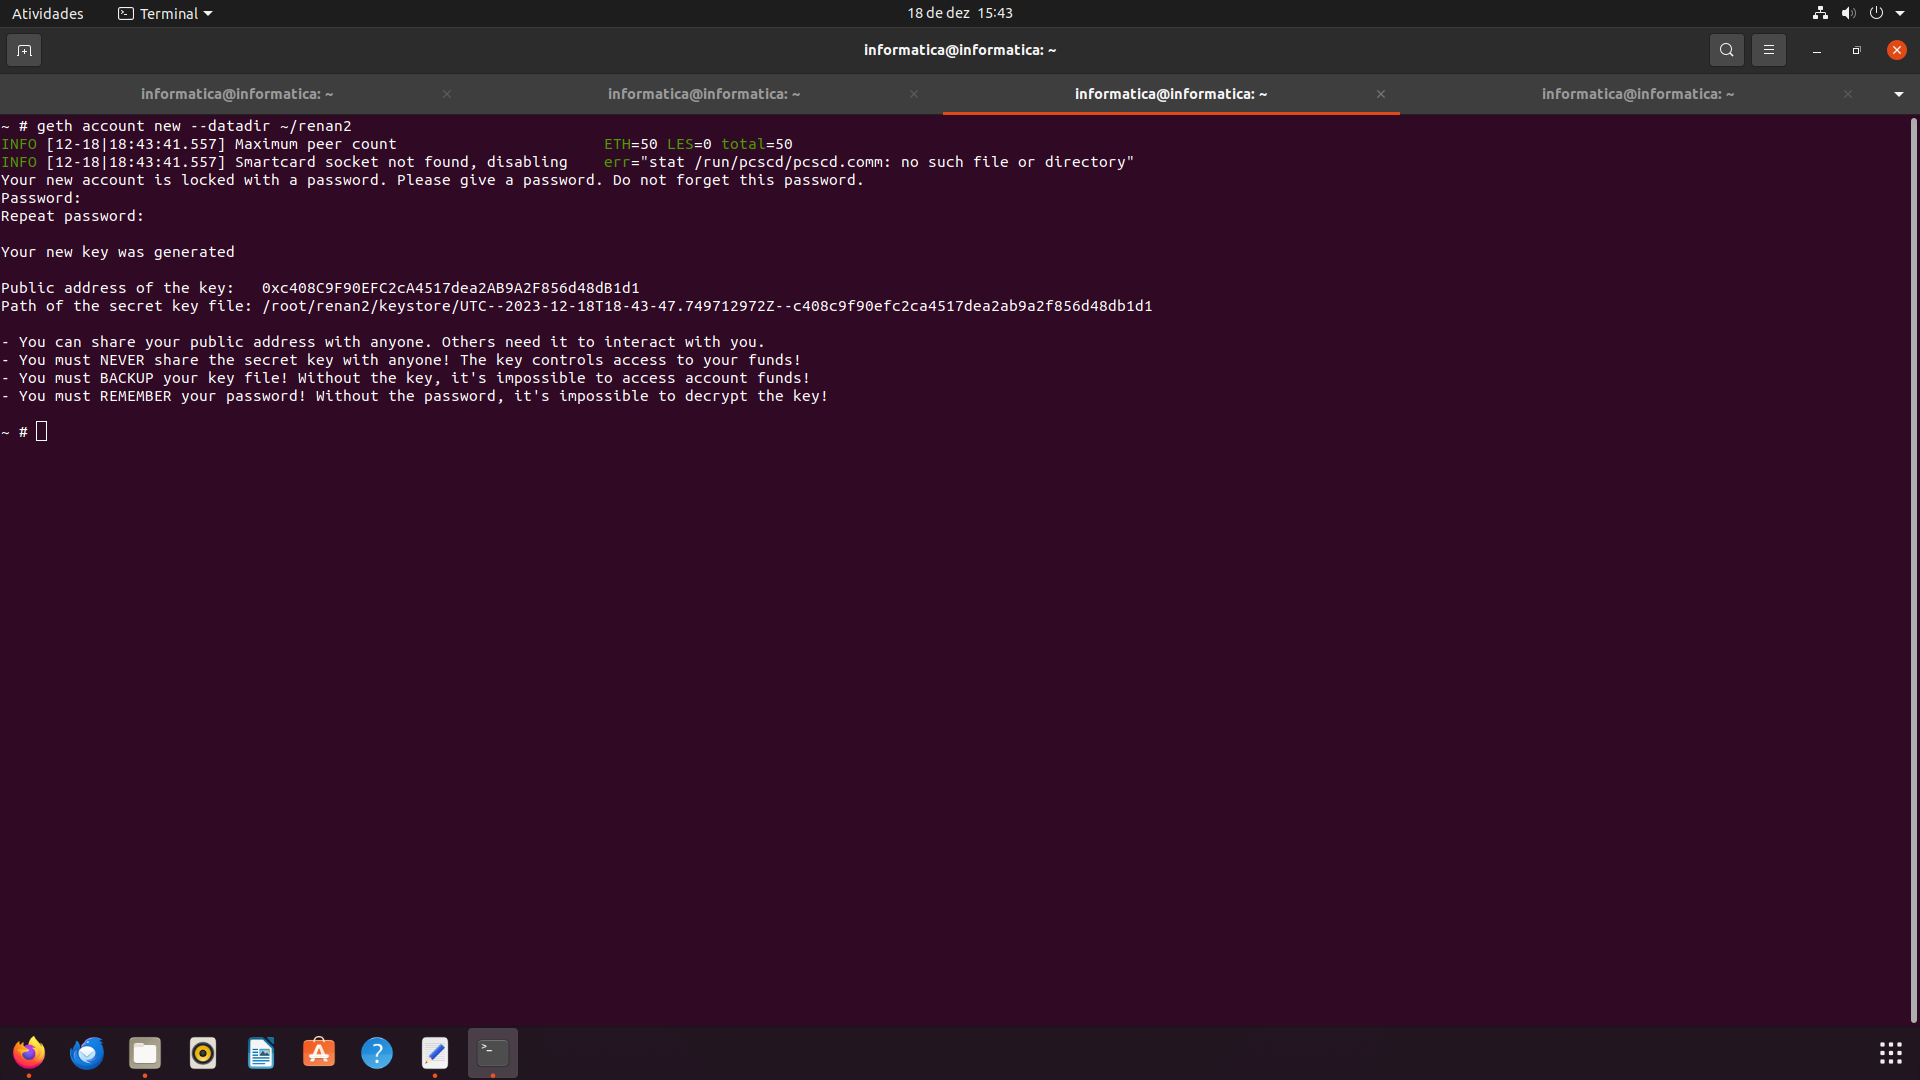 Atividades
Terminal
18 de dez 15:43
informatica@informatica: ~
informatica@informatica: ~
informatica@informatica: ~
informatica@informatica: ~
informatica@informatica: ~
~ # geth account new --datadir ~/renan2
INFO [12-18|18:43:41.557] Maximum peer count                       ETH=50 LES=0 total=50
INFO [12-18|18:43:41.557] Smartcard socket not found, disabling    err="stat /run/pcscd/pcscd.comm: no such file or directory"
Your new account is locked with a password. Please give a password. Do not forget this password.
Password:
Repeat password:
Your new key was generated
Public address of the key:   0xc408C9F90EFC2cA4517dea2AB9A2F856d48dB1d1
Path of the secret key file: /root/renan2/keystore/UTC--2023-12-18T18-43-47.749712972Z--c408c9f90efc2ca4517dea2ab9a2f856d48db1d1
- You can share your public address with anyone. Others need it to interact with you.
- You must NEVER share the secret key with anyone! The key controls access to your funds!
- You must BACKUP your key file! Without the key, it's impossible to access account funds!
- You must REMEMBER your password! Without the password, it's impossible to decrypt the key!
~ #